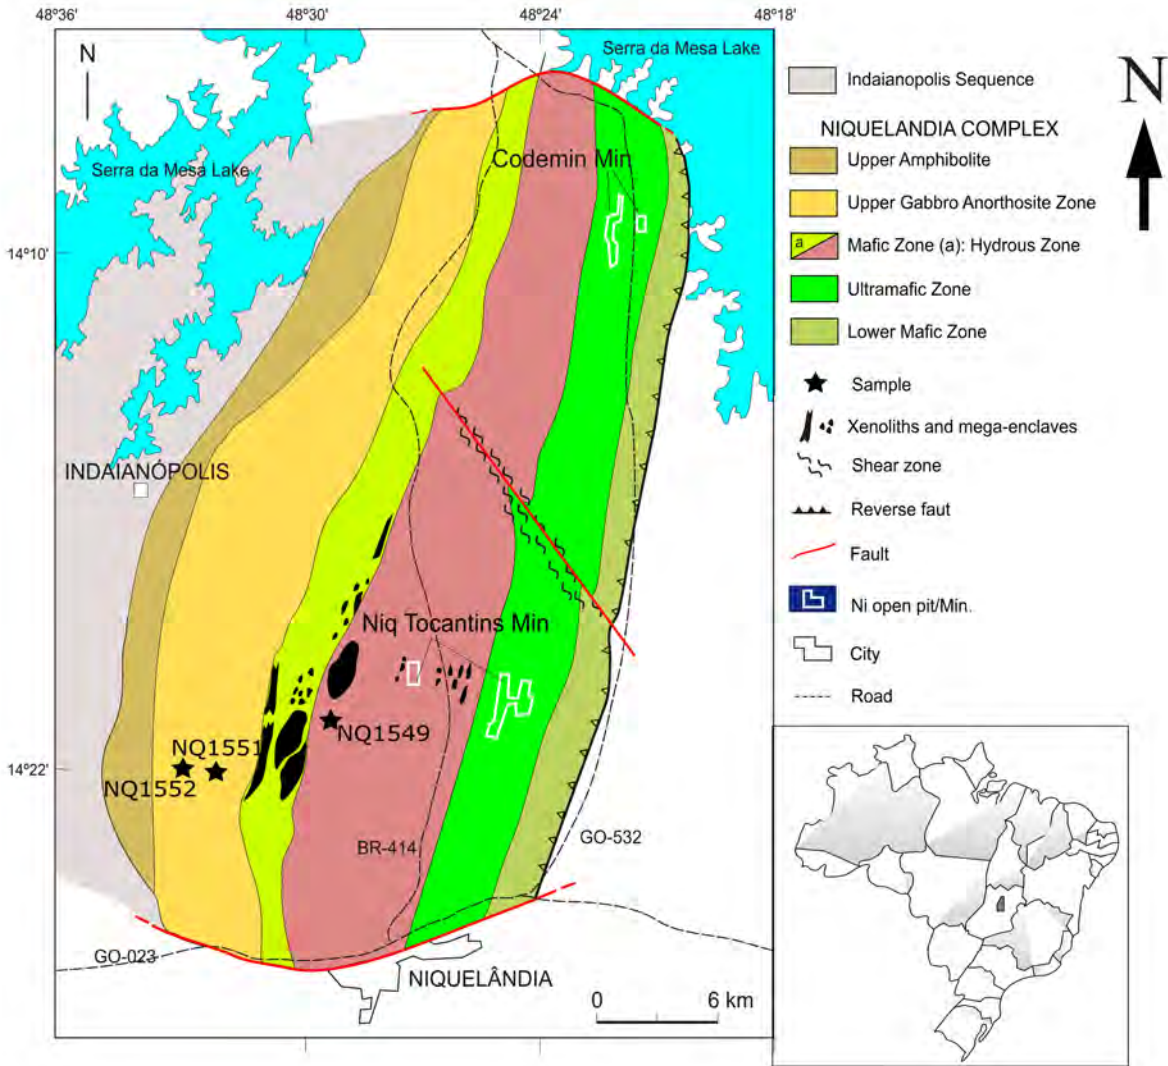 48°36'
48°30'
48°24'
48°18'
N
Serra da Mesa Lake
Codemin Min
Serra da Mesa Lake
14°10'
INDAIANÓPOLIS
Niq Tocantins Min
NQ1549
NQ1551
NQ1552
14°22'
BR-414
GO-532
GO-023
NIQUELÂNDIA
0 6 km
Indaianopolis Sequence
NIQUELANDIA COMPLEX
Upper Amphibolite
Upper Gabbro Anorthosite Zone
a Mafic Zone (a): Hydrous Zone
Ultramafic Zone
Lower Mafic Zone
Sample
Xenoliths and mega-enclaves
Shear zone
Reverse faut
Fault
Ni open pit/Min.
City
Road
N